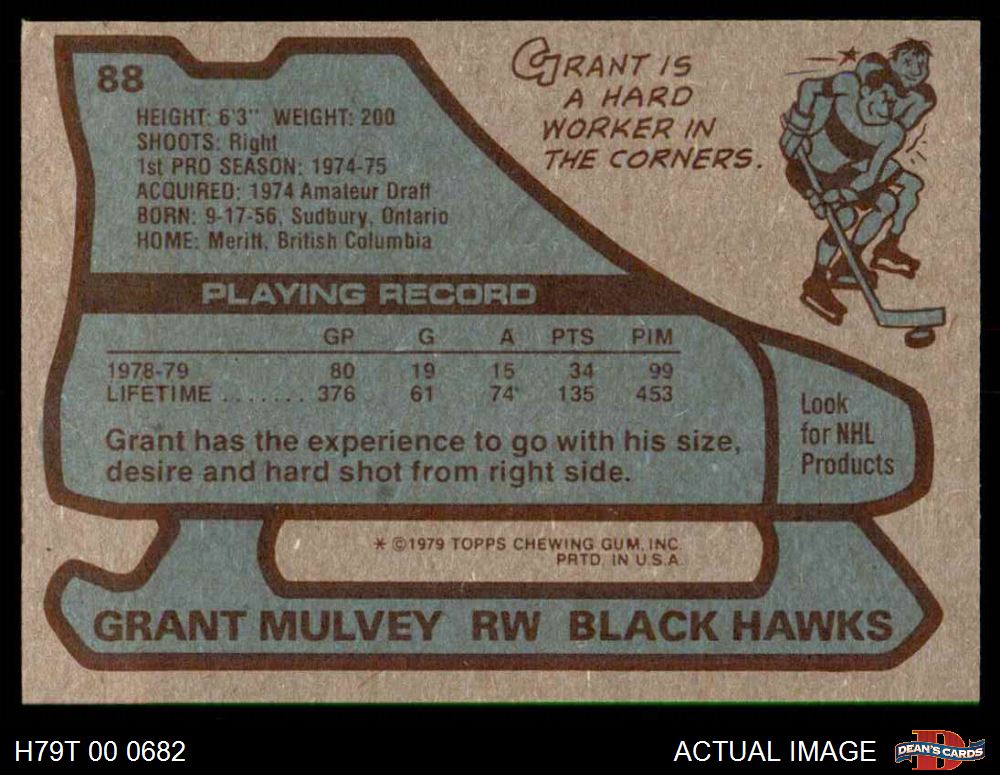 88
HEIGHT: 6'3" WEIGHT: 200
SHOOTS: Right
1st PRO SEASON: 1974-75
ACQUIRED: 1974 Amateur Draft
BORN: 9-17-56, Sudbury, Ontario
HOME: Meritt, British Columbia
GRANT IS
A HARD
WORKER IN
THE CORNERS.
PLAYING RECORD
GP G A PTS PIM
1978-79 80 19 15 34 99
LIFETIME ....... 376 61 74 135 453
Grant has the experience to go with his size,
desire and hard shot from right side.
Look
for NHL
Products
* ©1979 TOPPS CHEWING GUM, INC.
PRTD. IN U.S.A.
GRANT MULVEY RW BLACK HAWKS
H79T 00 0682
ACTUAL IMAGE
D
DEAN'S CARDS